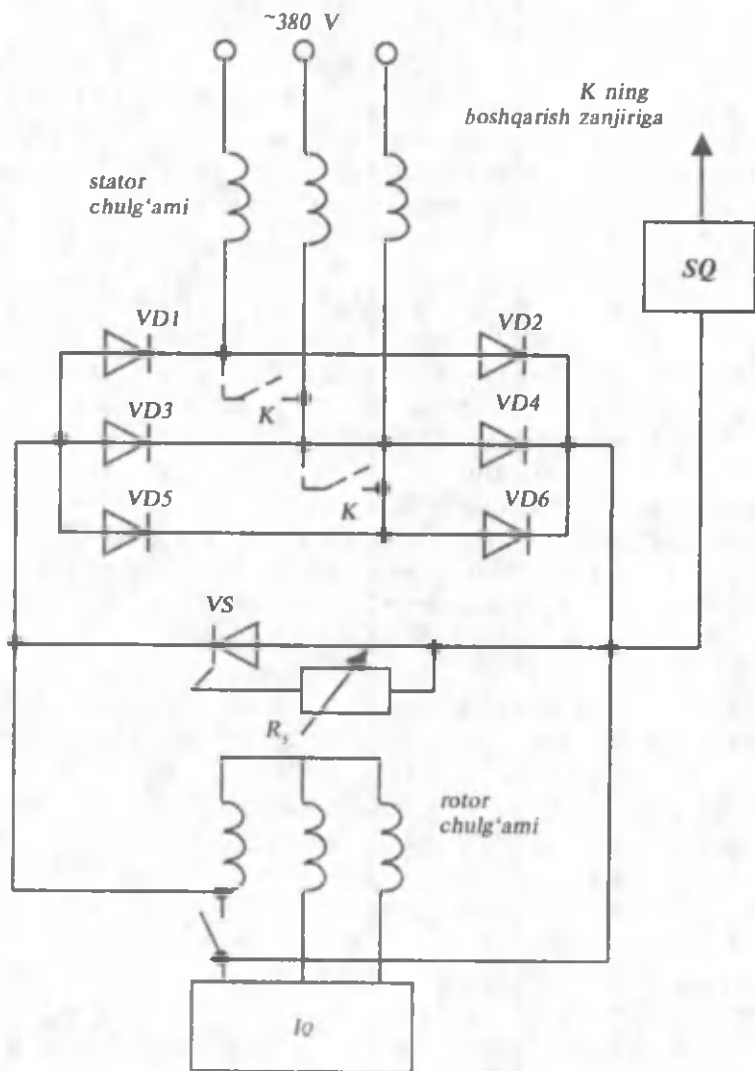 ~380 V
K ning
boshqarish zanjiriga
stator
chulg‘ami
SQ
VD1
VD2
K
VD3
VD4
K
VD5
VD6
VS
Rs
rotor
chulg‘ami
IQ